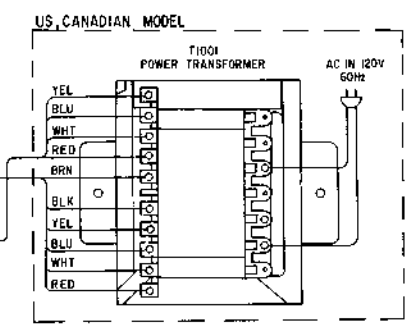 US, CANADIAN MODEL
T1001
POWER TRANSFORMER
AC IN 120V
60Hz
YEL
BLU
WHT
RED
BRN
BLK
YEL
BLU
WHT
RED